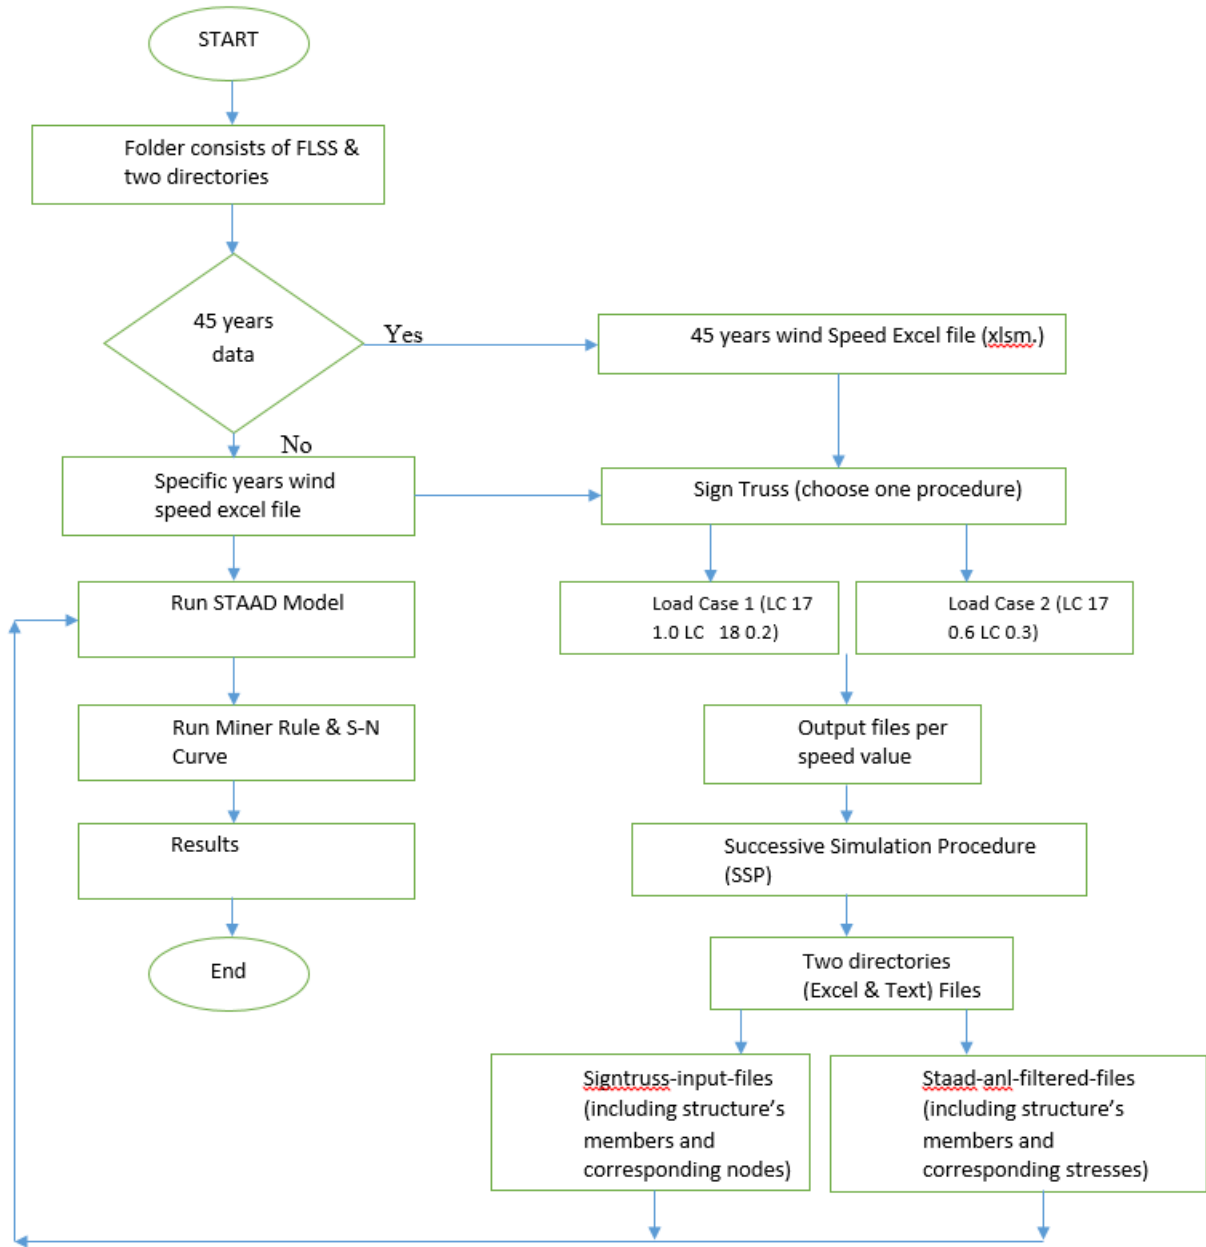 START
Folder consists of FLSS &
two directories
45 years
data
Yes
45 years wind Speed Excel file (xlsm.)
No
Specific years wind
speed excel file
Sign Truss (choose one procedure)
Run STAAD Model
Load Case 1 (LC 17
1.0 LC   18 0.2)
Load Case 2 (LC 17
0.6 LC 0.3)
Run Miner Rule & S-N
Curve
Output files per
speed value
Results
Successive Simulation Procedure
(SSP)
End
Two directories
(Excel & Text) Files
Signtruss-input-files
(including structure's
members and
corresponding nodes)
Staad-anl-filtered-files
(including structure's
members and
corresponding stresses)